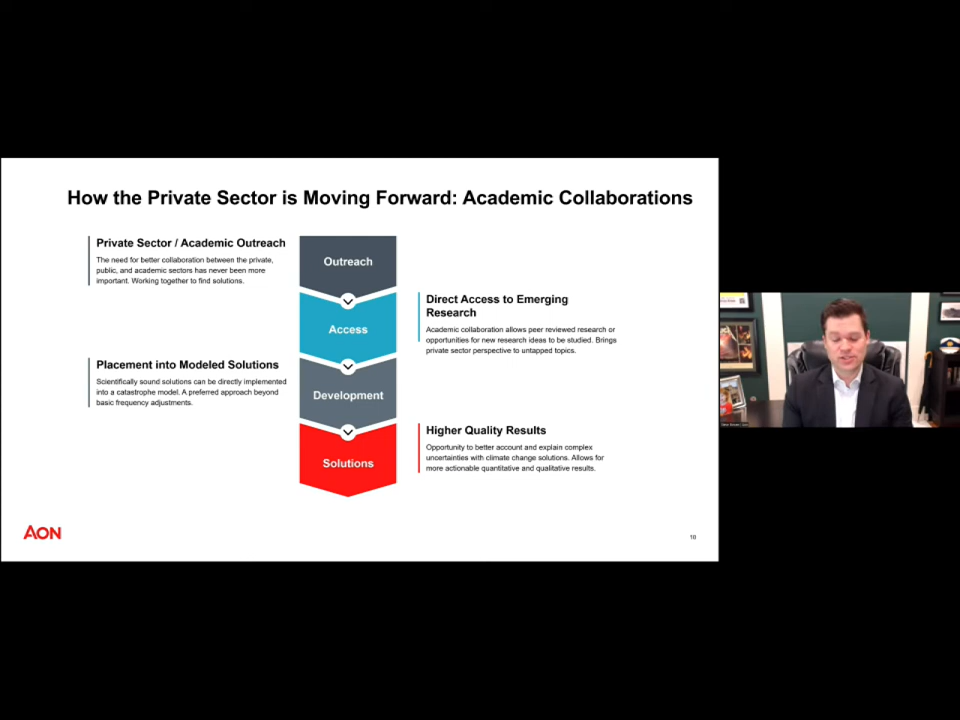 How the Private Sector is Moving Forward: Academic Collaborations
Private Sector / Academic Outreach
The need for better collaboration between the private,
public, and academic sectors has never been more
important. Working together to find solutions.
Outreach
Direct Access to Emerging
Research
Academic collaboration allows peer reviewed research or
opportunities for new research ideas to be studied. Brings
private sector perspective to untapped topics.
Access
Placement into Modeled Solutions
Scientifically sound solutions can be directly implemented
into a catastrophe model. A preferred approach beyond
basic frequency adjustments.
Development
Higher Quality Results
Opportunity to better account and explain complex
uncertainties with climate change solutions. Allows for
more actionable quantitative and qualitative results.
Solutions
AON